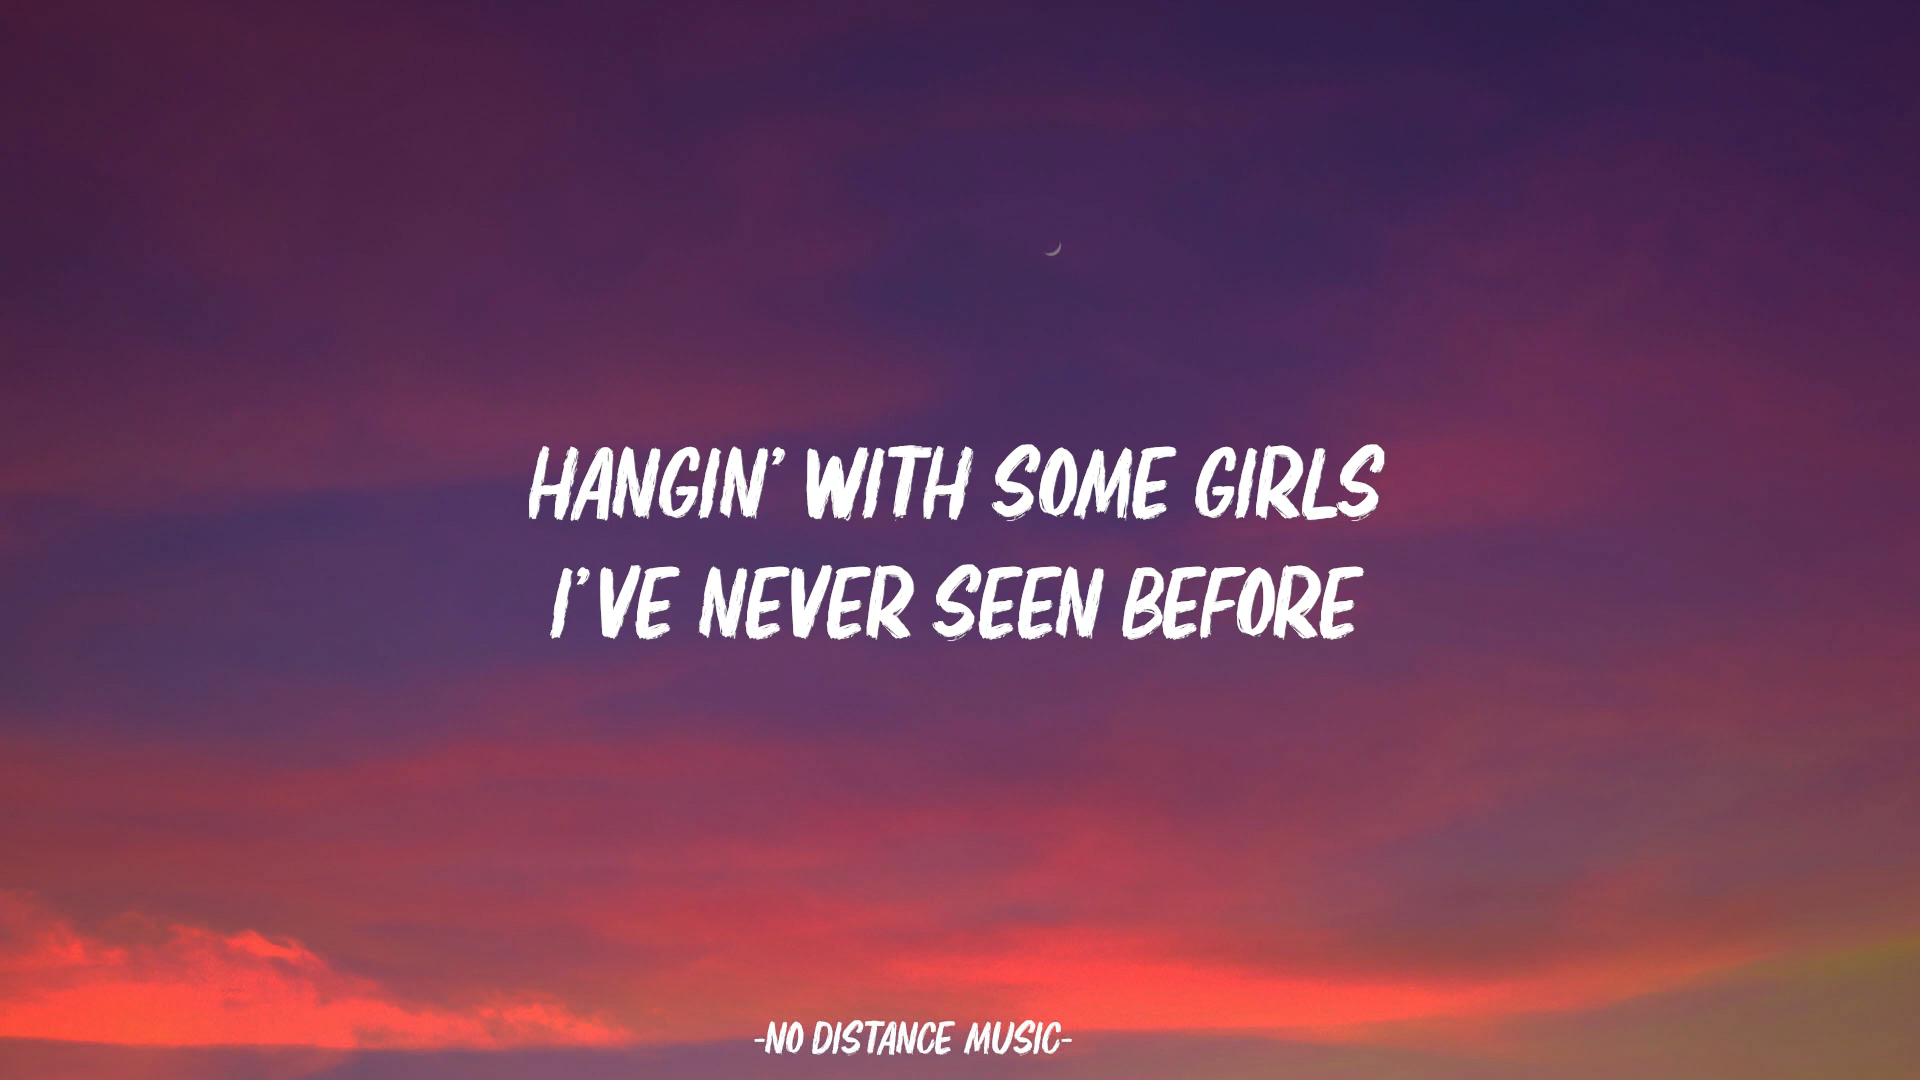 HANGIN' WITH SOME GIRLS
I'VE NEVER SEEN BEFORE
-NO DISTANCE MUSIC-